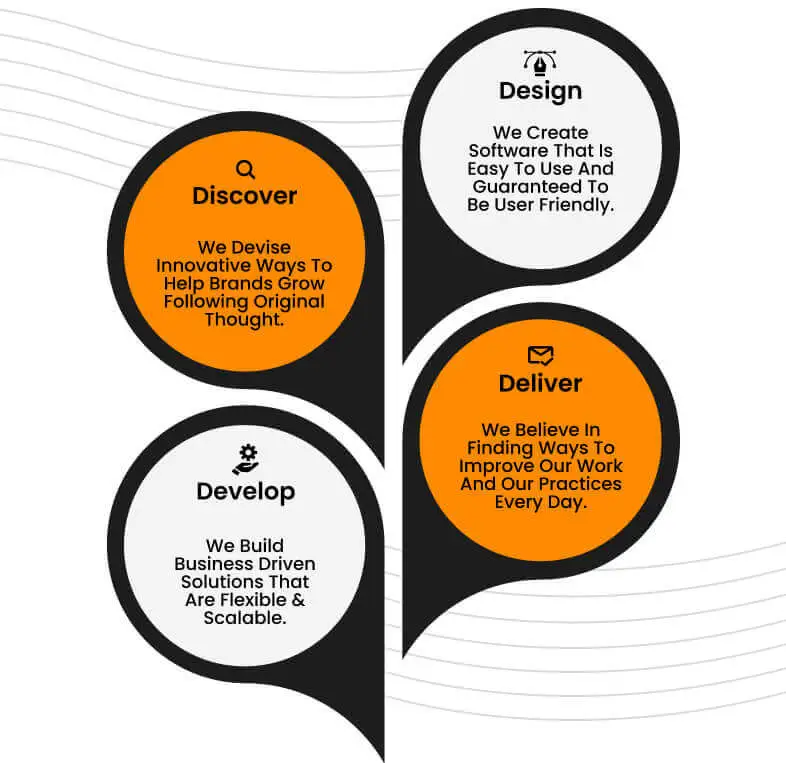 Discover
We Devise
Innovative Ways To
Help Brands Grow
Following Original
Thought.
Design
We Create
Software That Is
Easy To Use And
Guaranteed To
Be User Friendly.
Develop
We Build
Business Driven
Solutions That
Are Flexible &
Scalable.
Deliver
We Believe In
Finding Ways To
Improve Our Work
And Our Practices
Every Day.